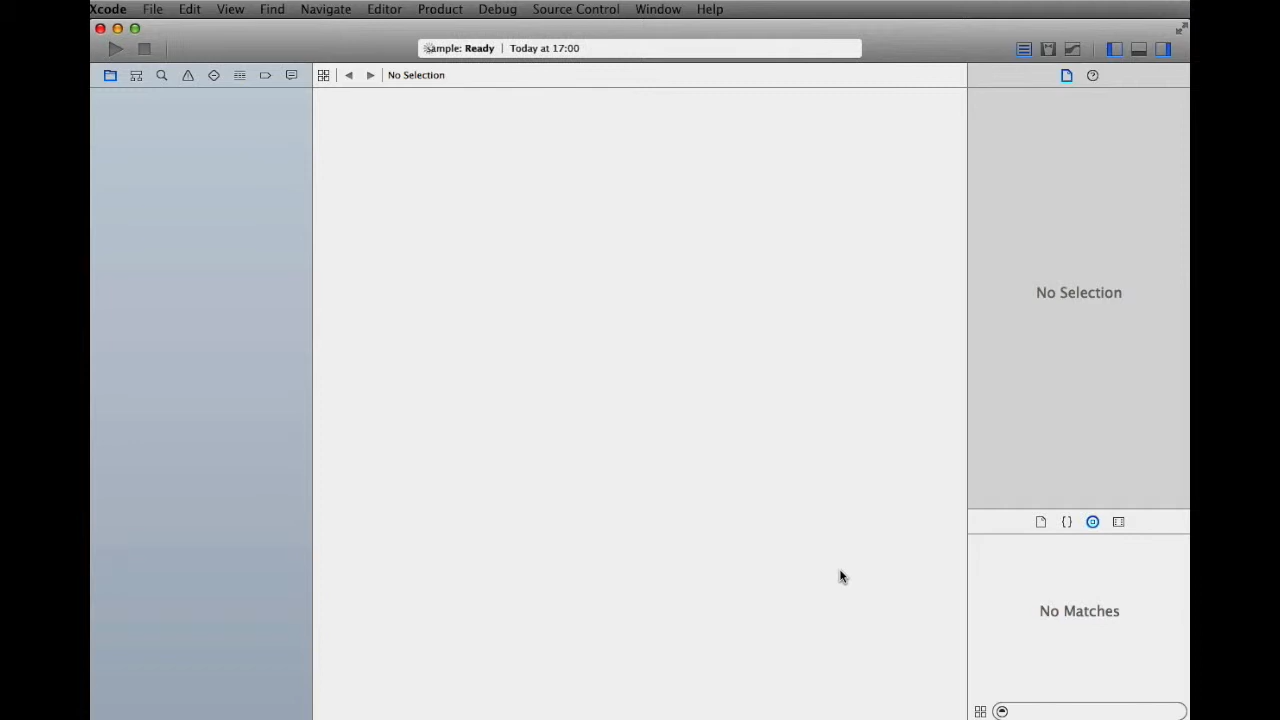 Xcode File Edit View Find Navigate Editor Product Debug Source Control Window Help
ample: Ready | Today at 17:00
No Selection
No Selection
{}
No Matches